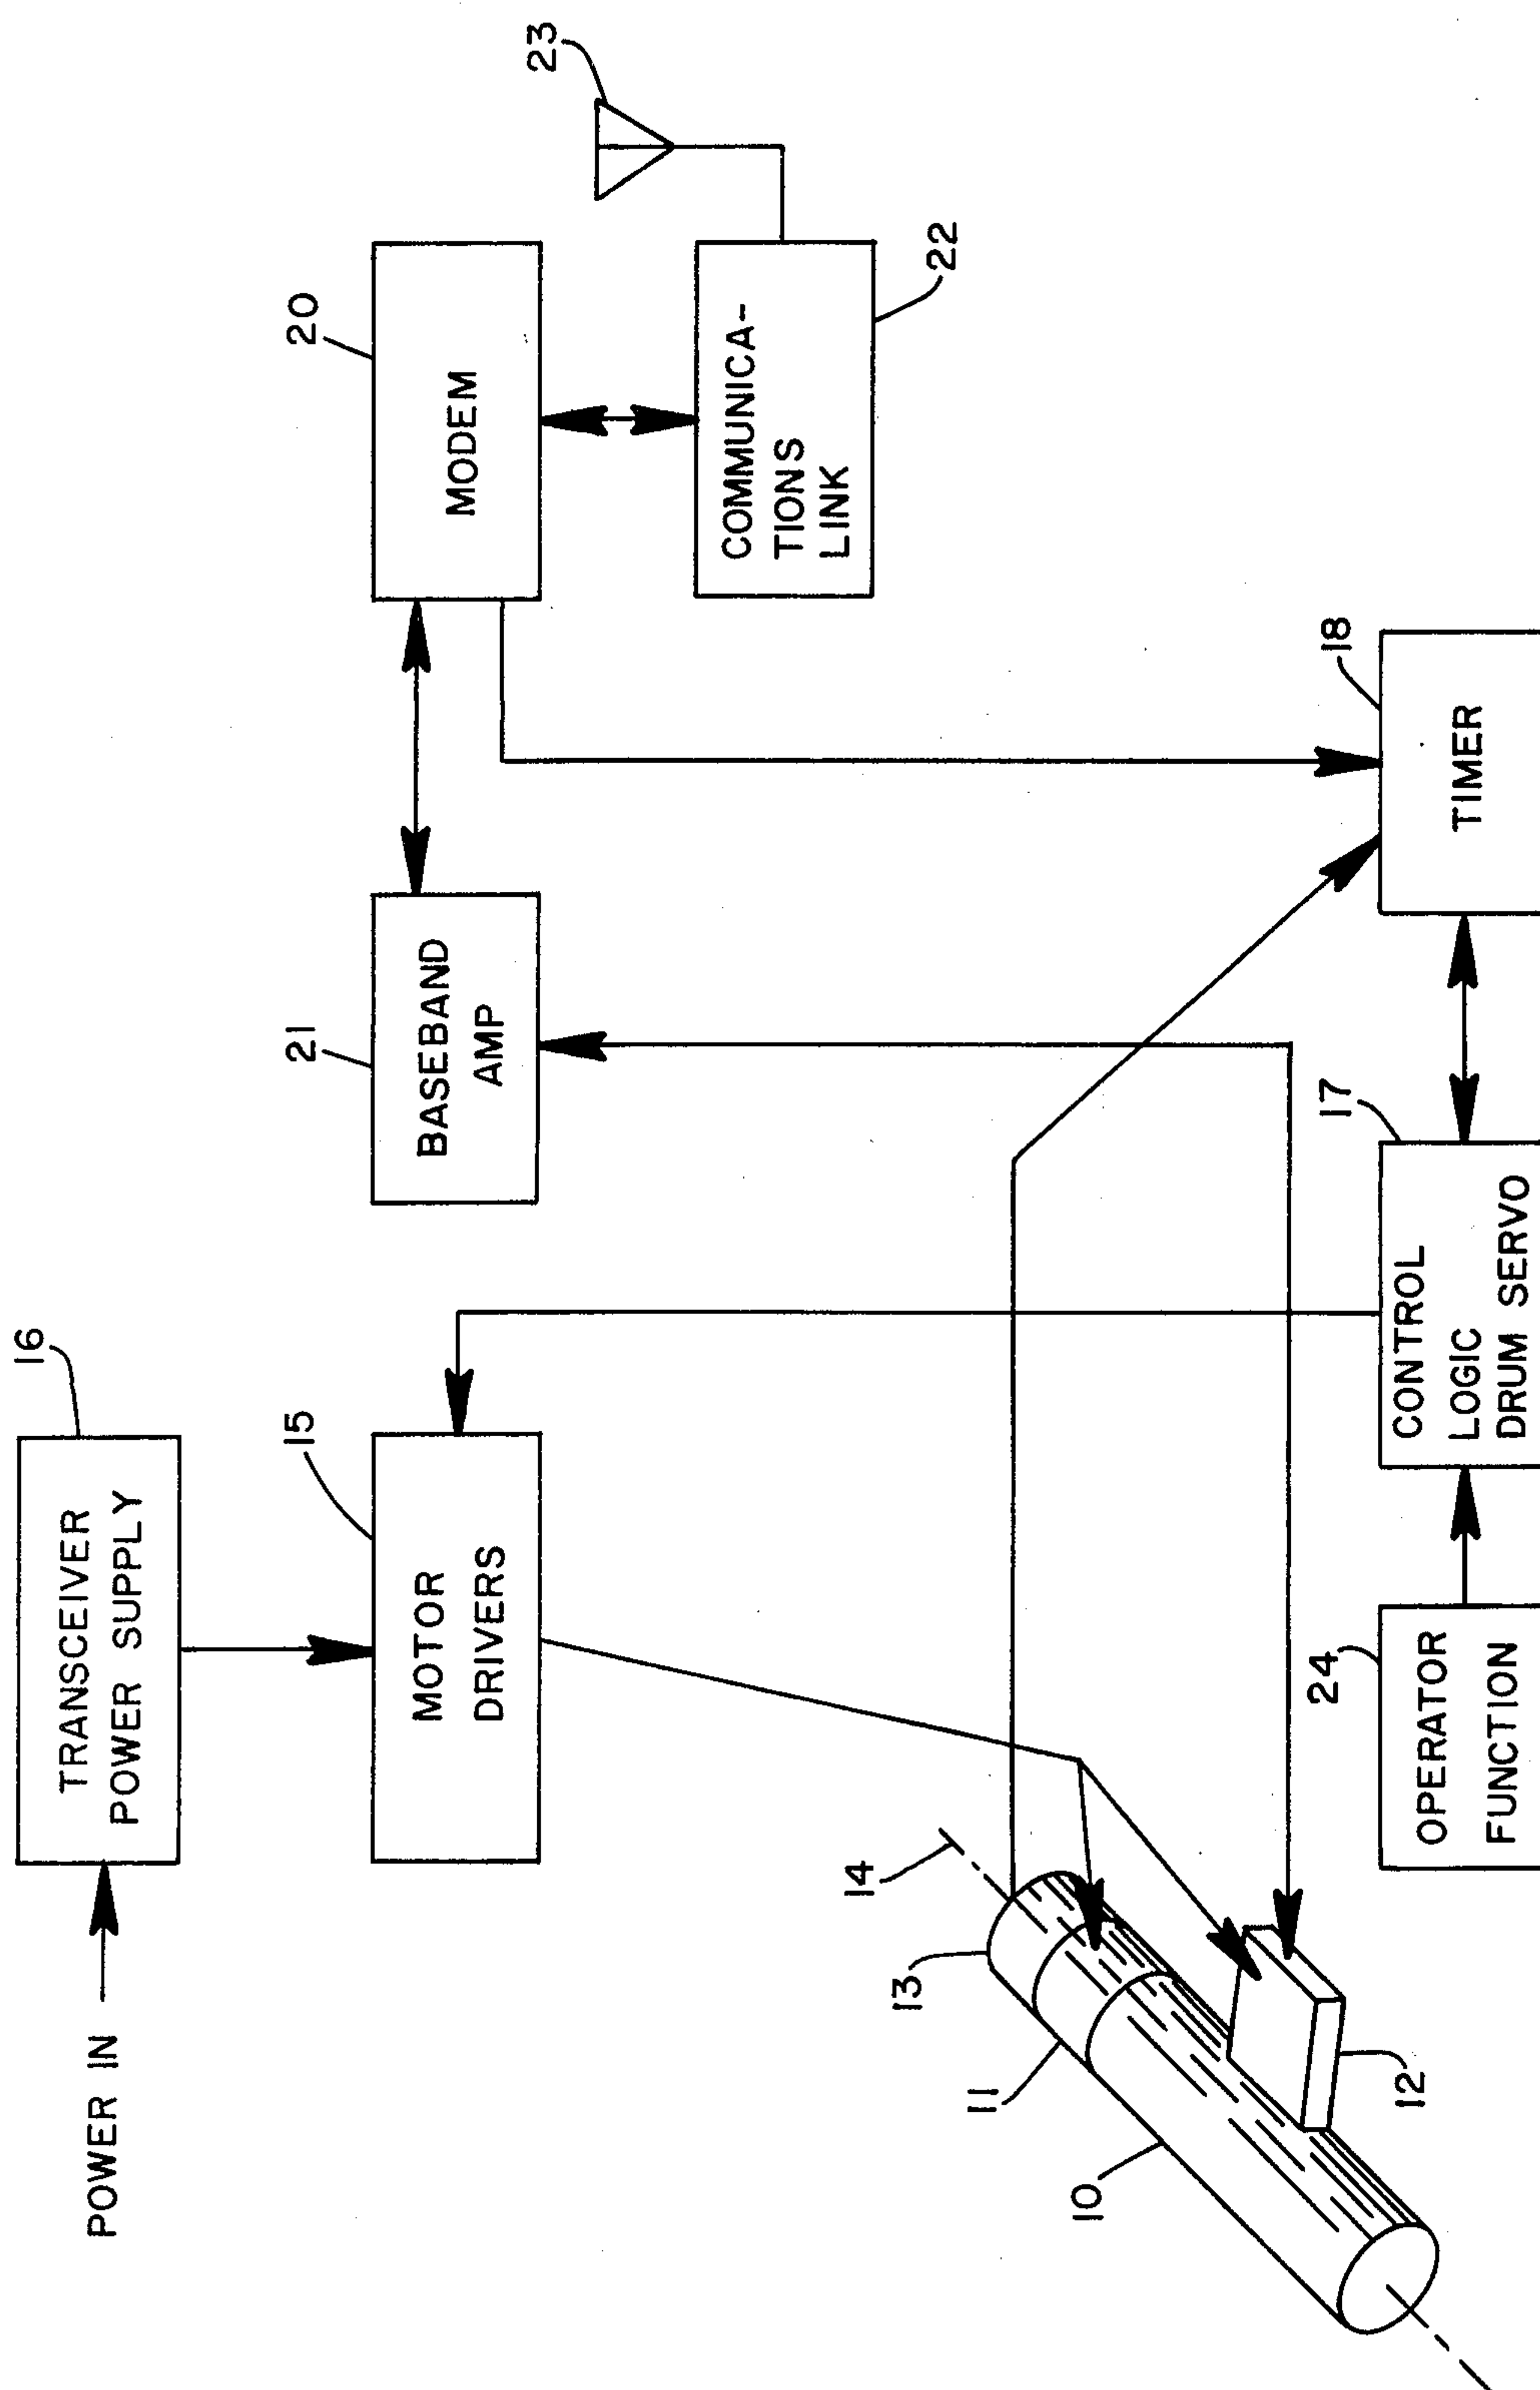 POWER IN
TRANSCEIVER
POWER SUPPLY
16
MOTOR
DRIVERS
15
BASEBAND
AMP
21
MODEM
20
COMMUNICA-
TIONS
LINK
22
23
10
11
13
14
12
OPERATOR
FUNCTION
24
CONTROL
LOGIC
DRUM SERVO
17
TIMER
18